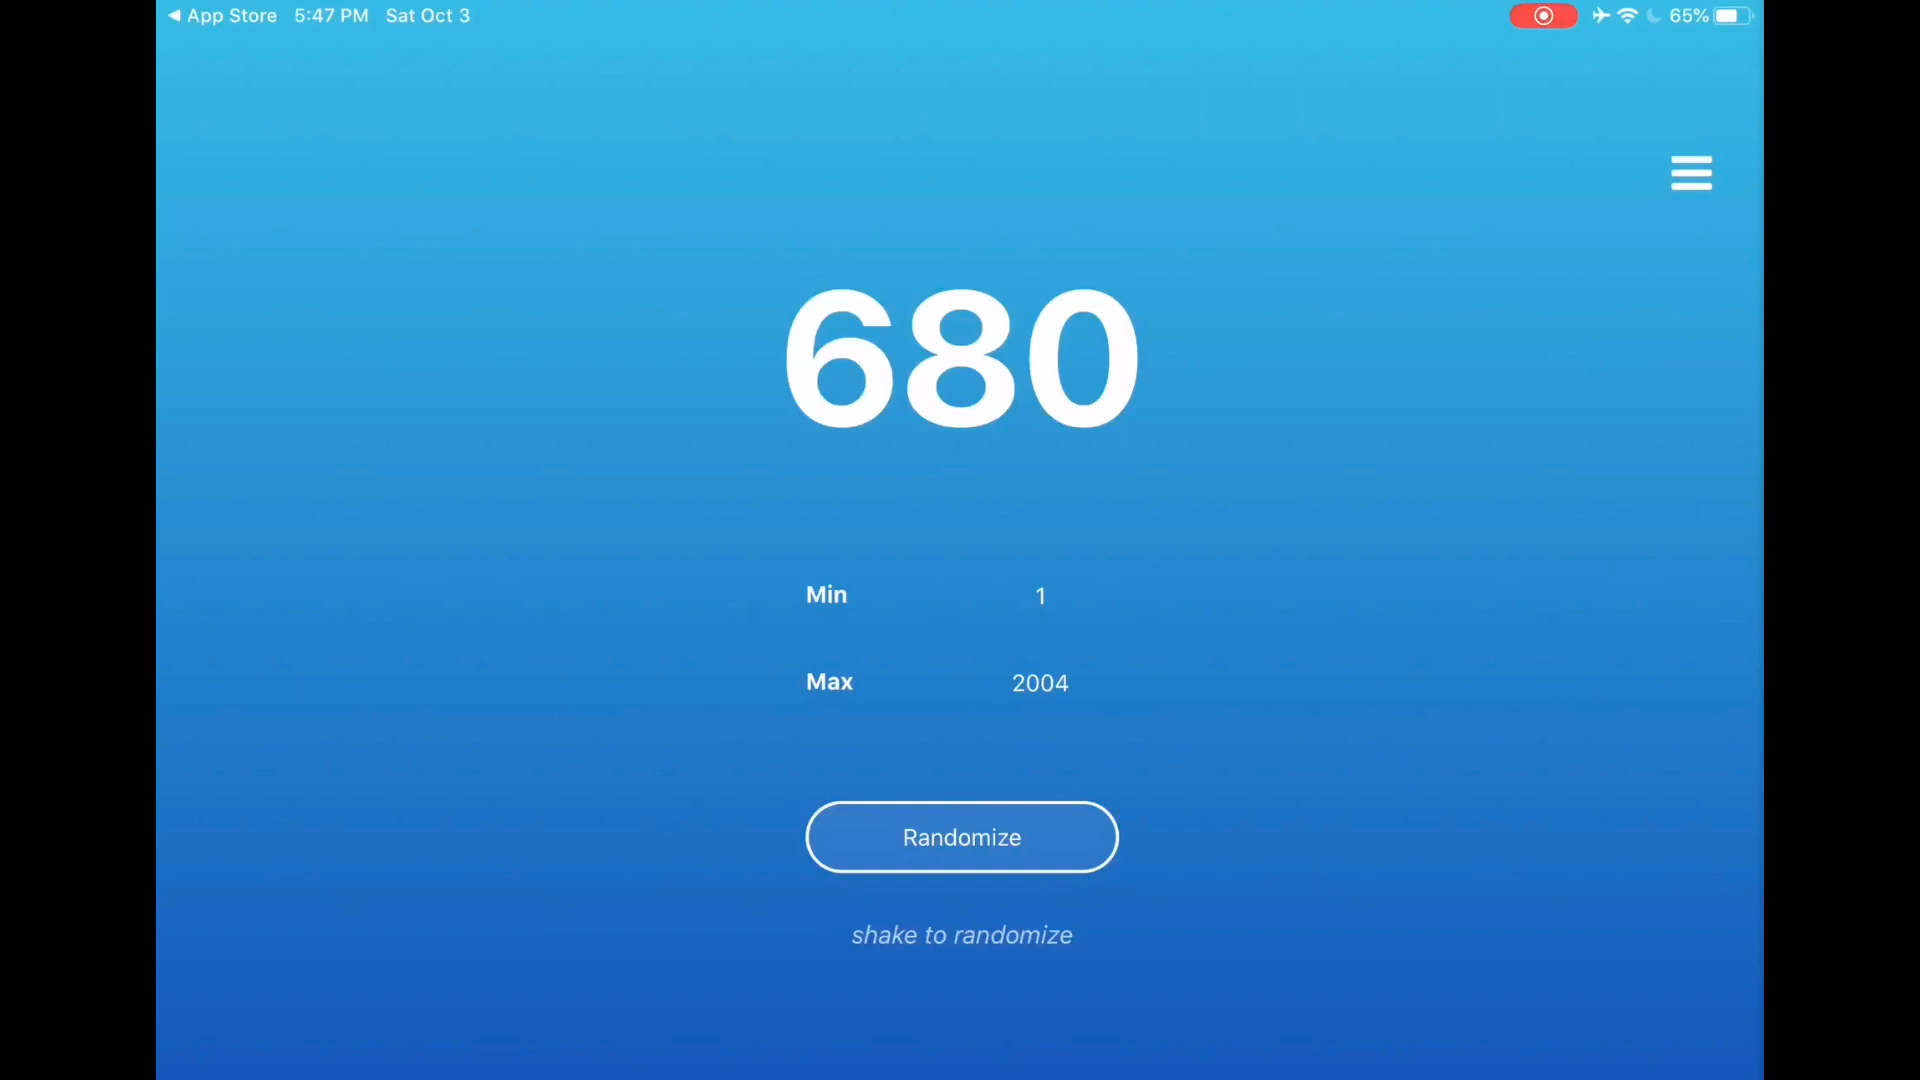 App Store 5:47 PM Sat Oct 3
65%
680
Min 1
Max 2004
Randomize
shake to randomize